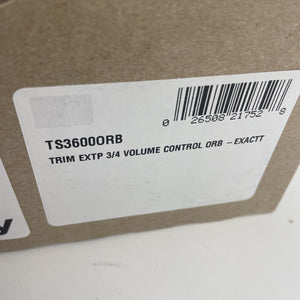 0 26508 21752 8
TS3600ORB
TRIM EXTP 3/4 VOLUME CONTROL ORB -EXACTT
y